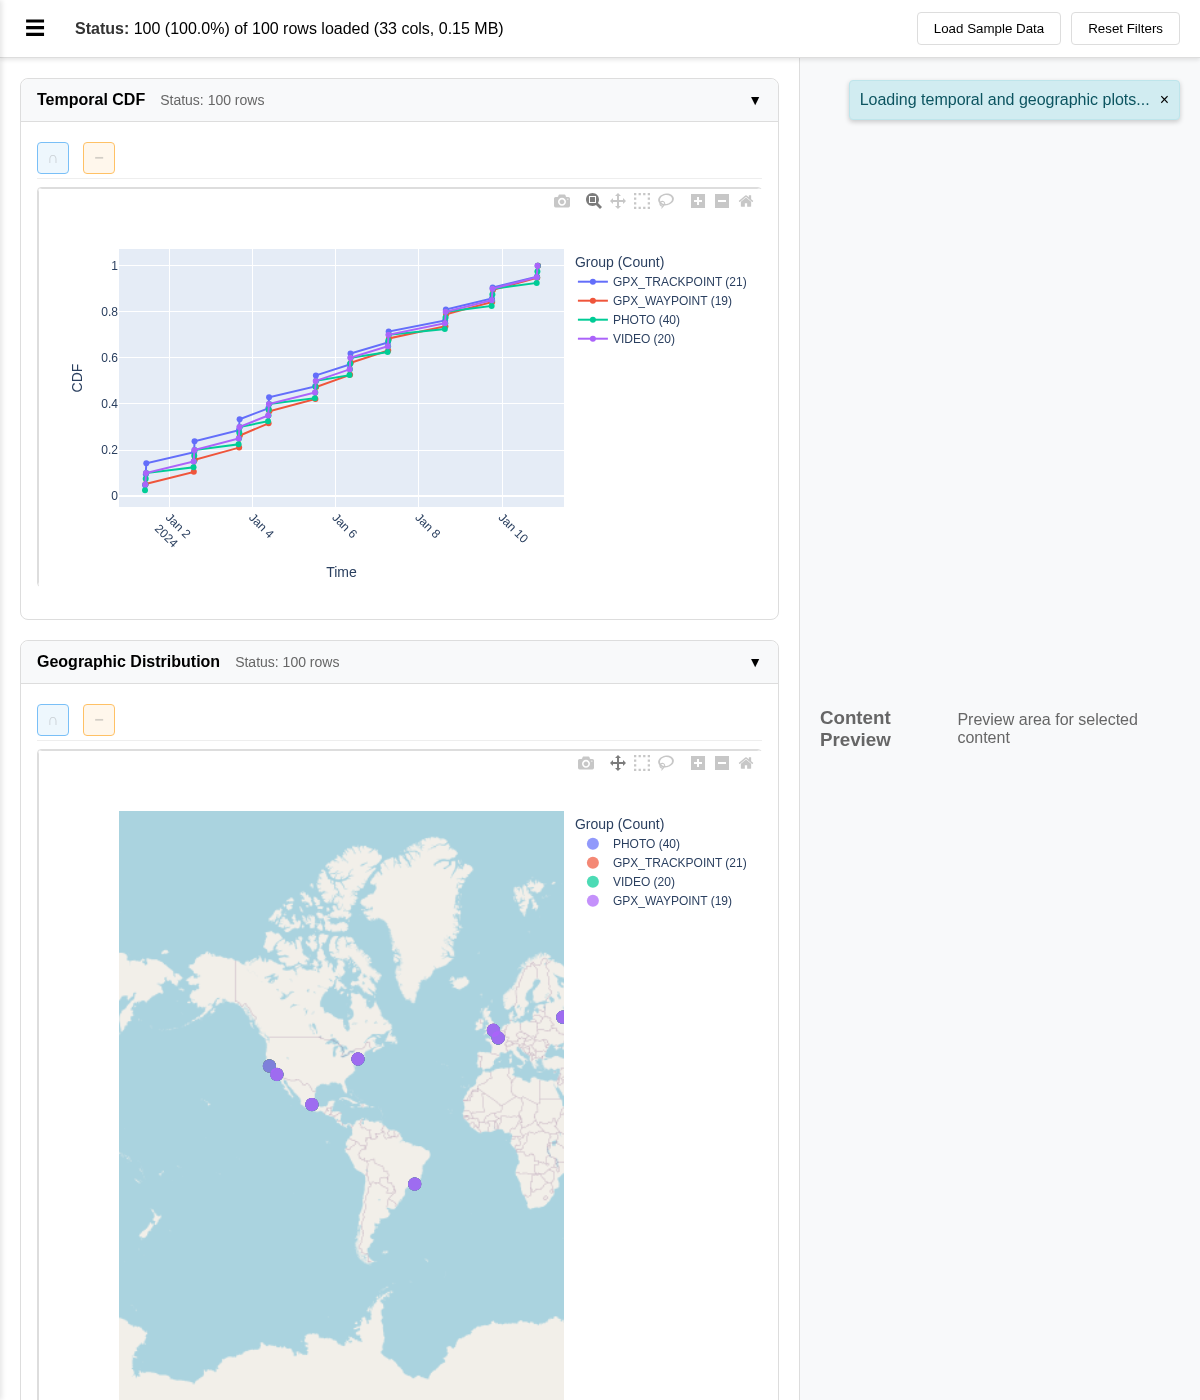 Status: 100 (100.0%) of 100 rows loaded (33 cols, 0.15 MB)
Load Sample Data
Reset Filters
Temporal CDF
Status: 100 rows
▼
Loading temporal and geographic plots...
×
∩
−
1
0.8
0.6
0.4
0.2
0
CDF
Jan 2
2024
Jan 4
Jan 6
Jan 8
Jan 10
Time
Group (Count)
GPX_TRACKPOINT (21)
GPX_WAYPOINT (19)
PHOTO (40)
VIDEO (20)
Geographic Distribution
Status: 100 rows
▼
∩
−
Group (Count)
PHOTO (40)
GPX_TRACKPOINT (21)
VIDEO (20)
GPX_WAYPOINT (19)
Content
Preview
Preview area for selected
content